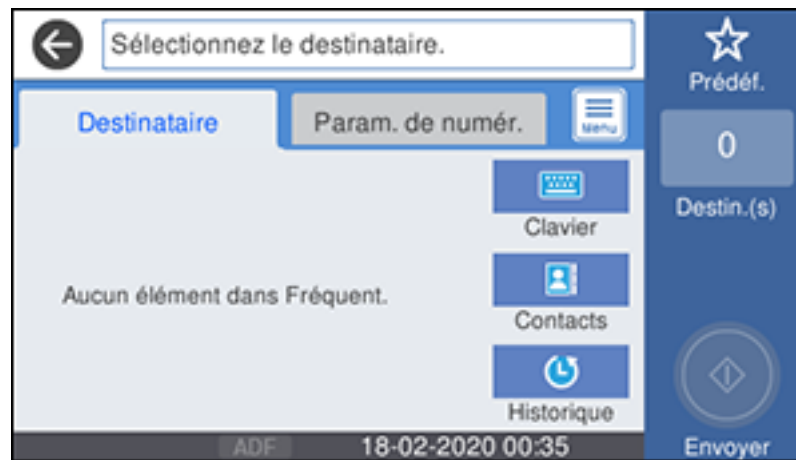 Sélectionnez le destinataire.
Prédéf.
Destinataire
Param. de numér.
Menu
0
Destin.(s)
Clavier
Aucun élément dans Fréquent.
Contacts
Historique
ADF
18-02-2020 00:35
Envoyer